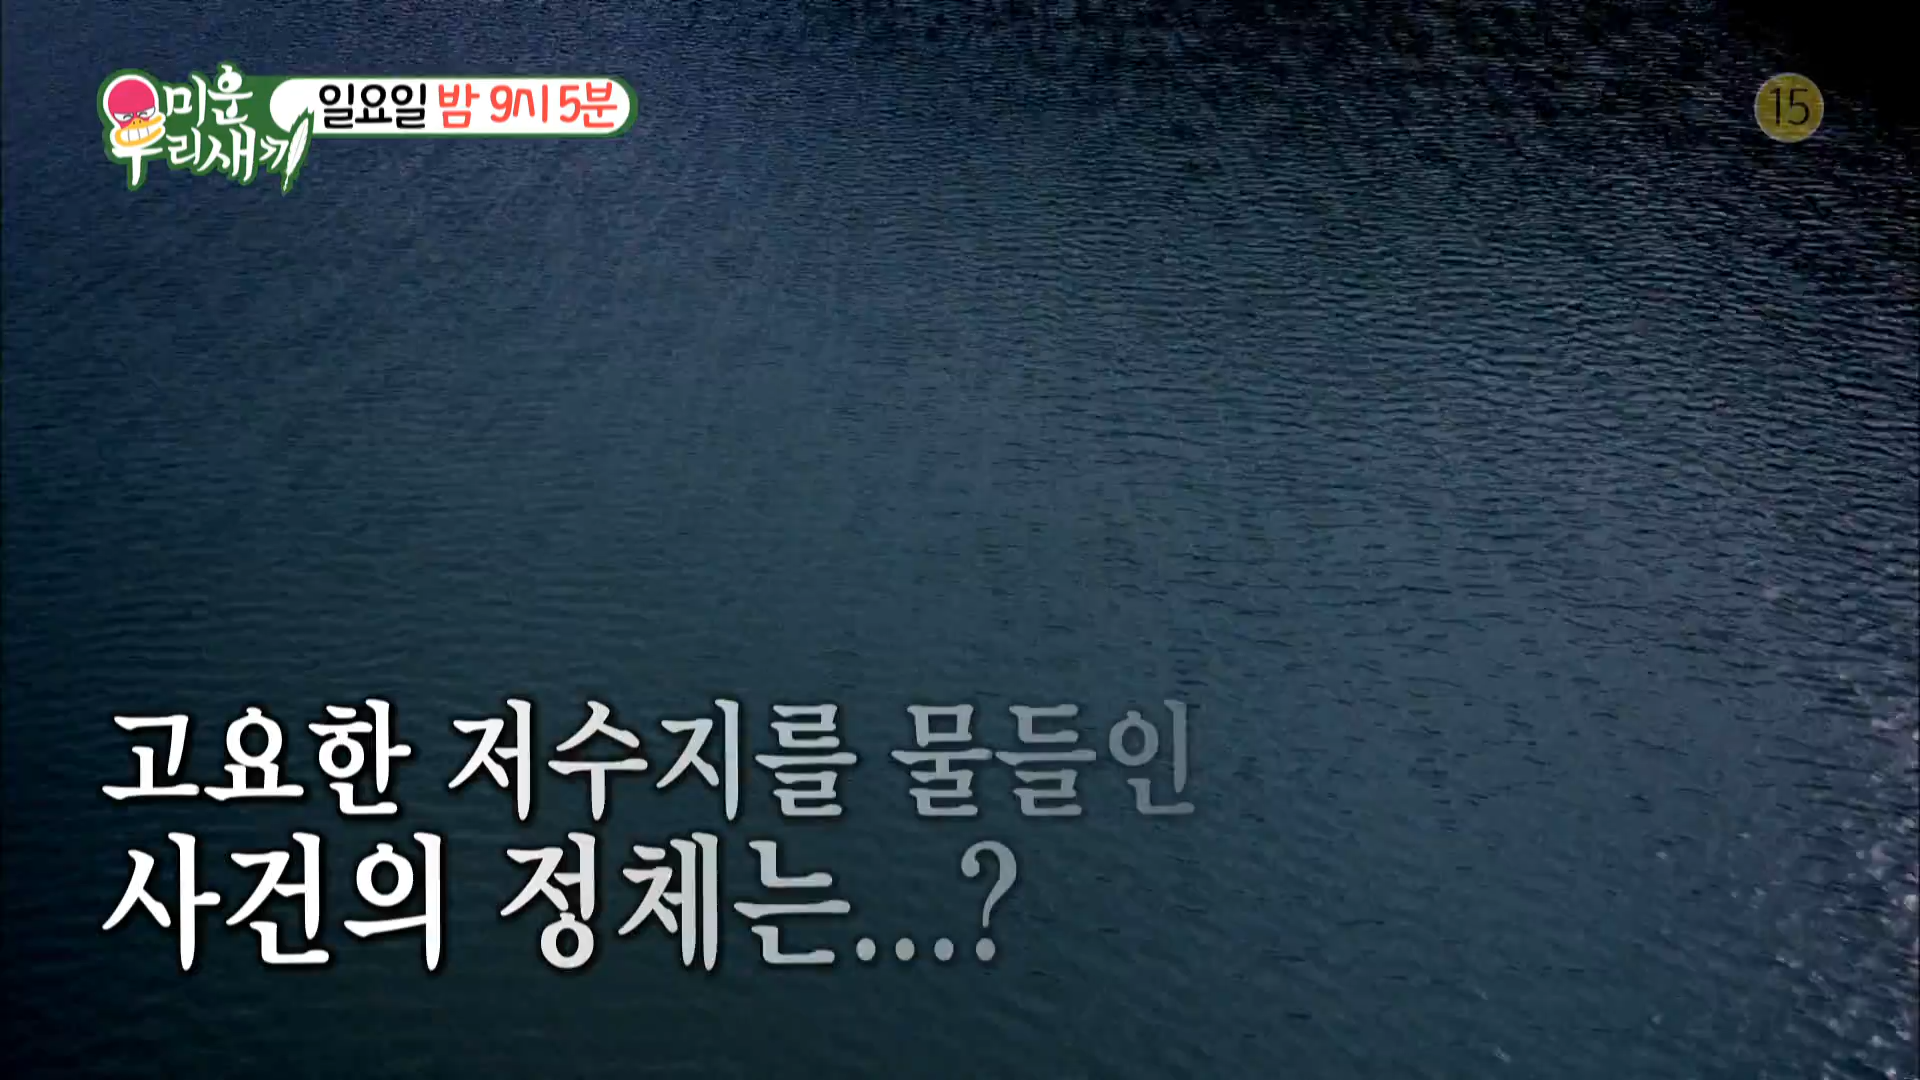 미운
우리새끼
일요일 밤 9시 5분
15
고요한 저수지를 물들인
사건의 정체는...?